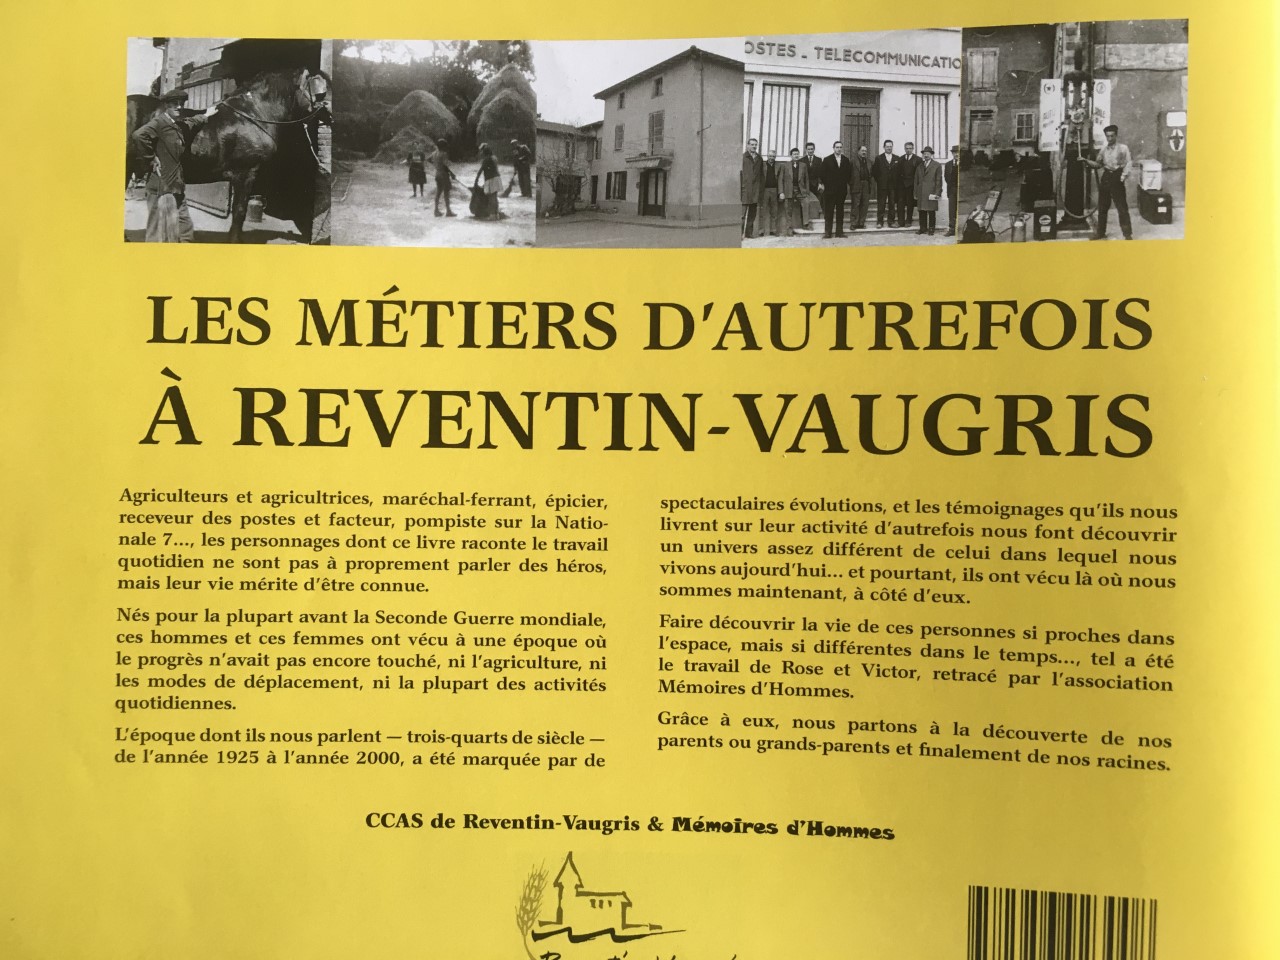 OSTES - TELECOMMUNICATIO
LES MÉTIERS D'AUTREFOIS
À REVENTIN-VAUGRIS
Agriculteurs et agricultrices, maréchal-ferrant, épicier,
receveur des postes et facteur, pompiste sur la Natio-
nale 7..., les personnages dont ce livre raconte le travail
quotidien ne sont pas à proprement parler des héros,
mais leur vie mérite d'être connue.
Nés pour la plupart avant la Seconde Guerre mondiale,
ces hommes et ces femmes ont vécu à une époque où
le progrès n'avait pas encore touché, ni l'agriculture, ni
les modes de déplacement, ni la plupart des activités
quotidiennes.
L'époque dont ils nous parlent — trois-quarts de siècle —
de l'année 1925 à l'année 2000, a été marquée par de
spectaculaires évolutions, et les témoignages qu'ils nous
livrent sur leur activité d'autrefois nous font découvrir
un univers assez différent de celui dans lequel nous
vivons aujourd'hui... et pourtant, ils ont vécu là où nous
sommes maintenant, à côté d'eux.
Faire découvrir la vie de ces personnes si proches dans
l'espace, mais si différentes dans le temps..., tel a été
le travail de Rose et Victor, retracé par l'association
Mémoires d'Hommes.
Grâce à eux, nous partons à la découverte de nos
parents ou grands-parents et finalement de nos racines.
CCAS de Reventin-Vaugris & Mémoires d'Hommes